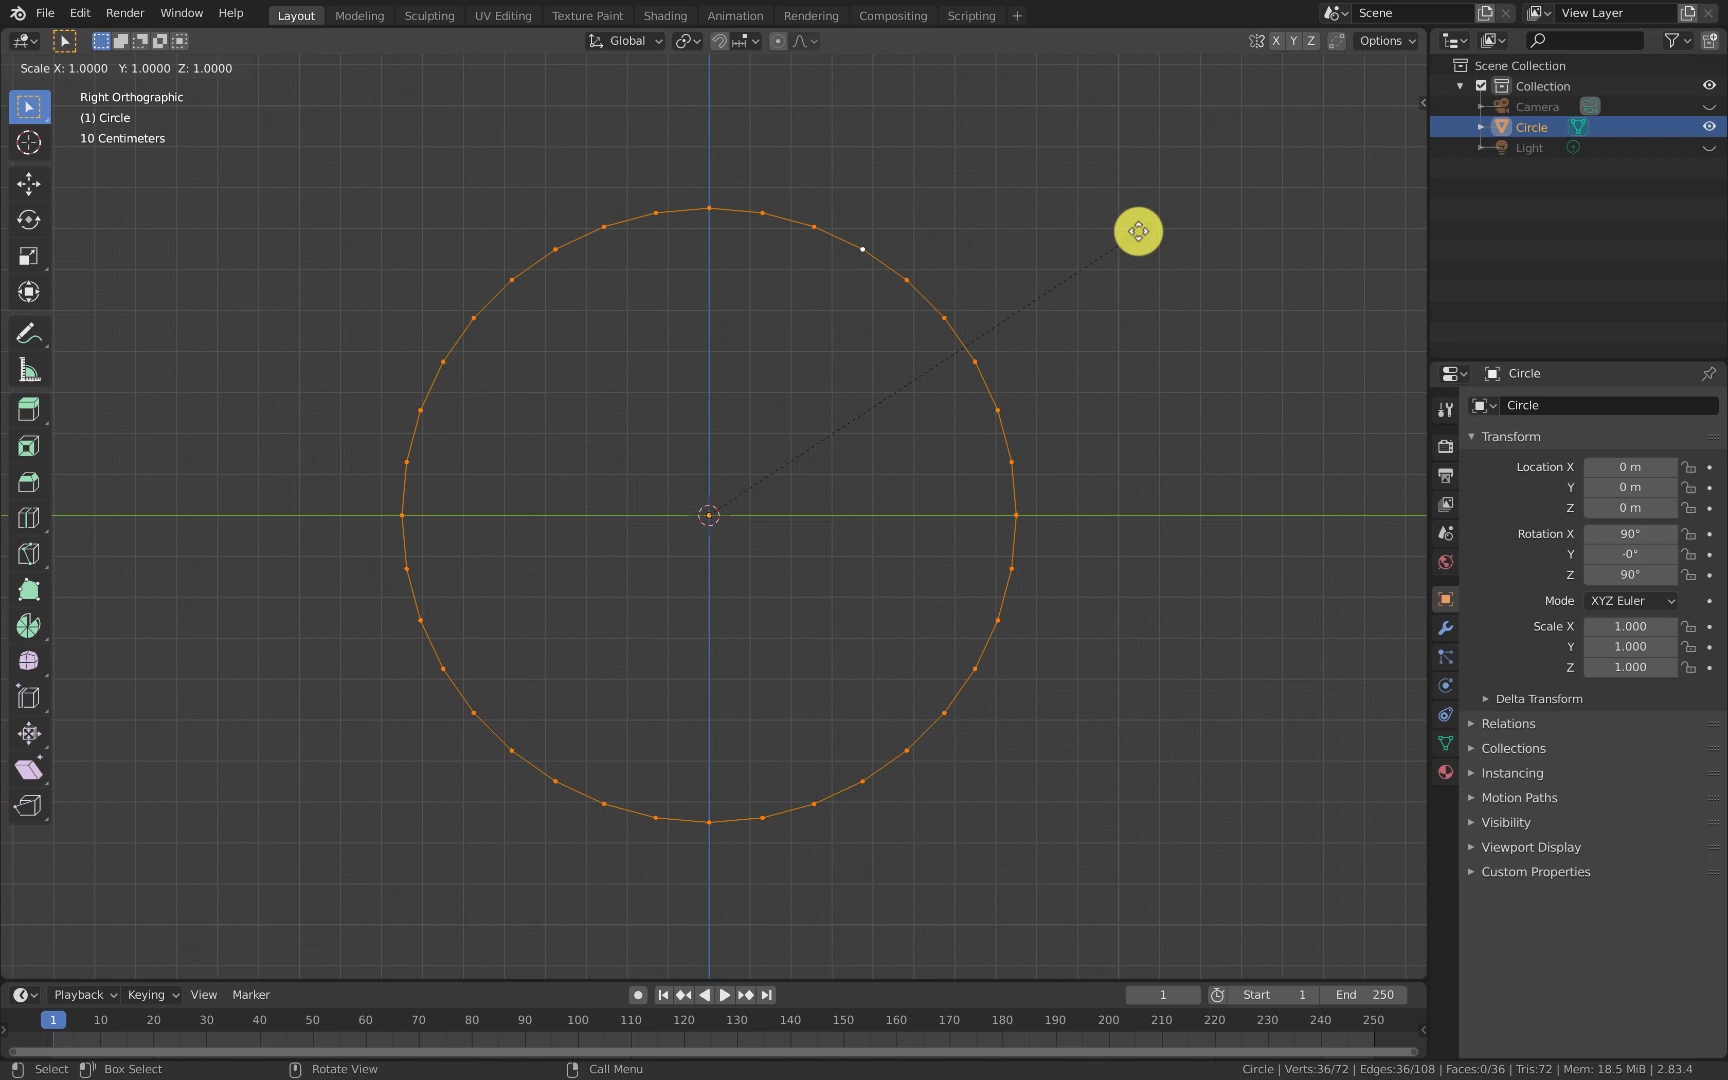 File Edit Render Window Help
Layout Modeling Sculpting UV Editing Texture Paint Shading Animation Rendering Compositing Scripting +
Scene
View Layer
Global
X Y Z
Options
Scale X: 1.0000 Y: 1.0000 Z: 1.0000
Right Orthographic
(1) Circle
10 Centimeters
Scene Collection
Collection
Camera
Circle
Light
Circle
Circle
Transform
Location X 0 m
Y 0 m
Z 0 m
Rotation X 90°
Y -0°
Z 90°
Mode XYZ Euler
Scale X 1.000
Y 1.000
Z 1.000
Delta Transform
Relations
Collections
Instancing
Motion Paths
Visibility
Viewport Display
Custom Properties
Playback Keying View Marker
1
Start 1
End 250
1 10 20 30 40 50 60 70 80 90 100 110 120 130 140 150 160 170 180 190 200 210 220 230 240 250
Select Box Select Rotate View Call Menu
Circle | Verts:36/72 | Edges:36/108 | Faces:0/36 | Tris:72 | Mem: 18.5 MiB | 2.83.4